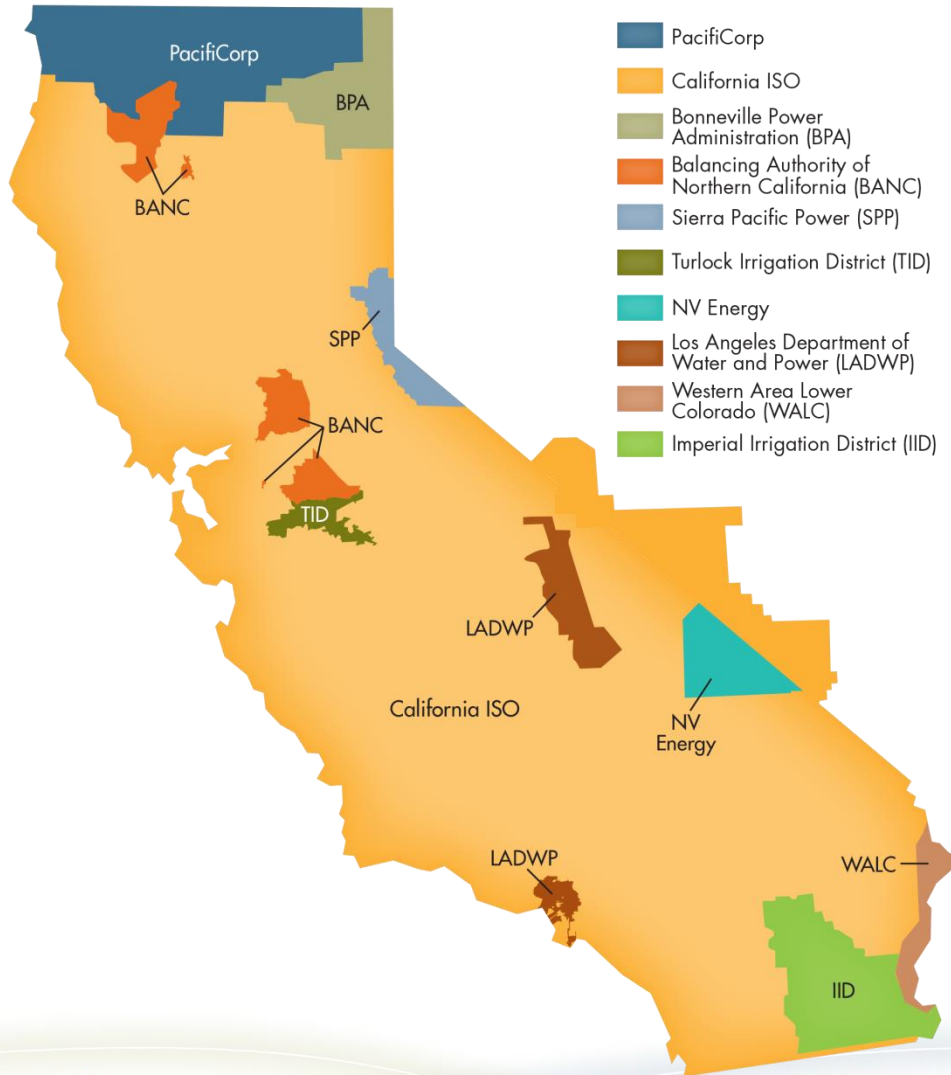 PacifiCorp
BPA
BANC
SPP
BANC
TID
LADWP
California ISO
NV
Energy
LADWP
WALC
IID
PacifiCorp
California ISO
Bonneville Power
Administration (BPA)
Balancing Authority of
Northern California (BANC)
Sierra Pacific Power (SPP)
Turlock Irrigation District (TID)
NV Energy
Los Angeles Department of
Water and Power (LADWP)
Western Area Lower
Colorado (WALC)
Imperial Irrigation District (IID)